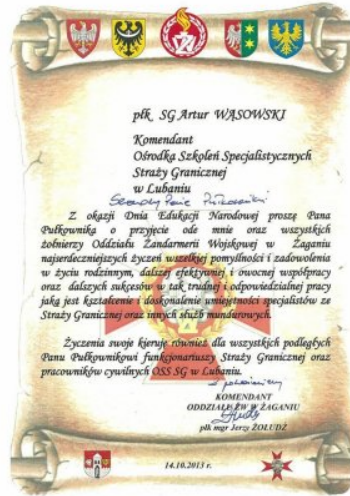 płk SG Artur WĄSOWSKI
Komendant
Ośrodka Szkoleń Specjalistycznych
Straży Granicznej
w Lubaniu
Szanowny Panie Pułkowniku
Z okazji Dnia Edukacji Narodowej proszę Pana
Pułkownika o przyjęcie ode mnie oraz wszystkich
żołnierzy Oddziału Żandarmerii Wojskowej w Żaganiu
najserdeczniejszych życzeń wszelkiej pomyślności i zadowolenia
w życiu rodzinnym, dalszej efektywnej i owocnej współpracy
oraz dalszych sukcesów w tak trudnej i odpowiedzialnej pracy
jaką jest kształcenie i doskonalenie umiejętności specjalistów ze
Straży Granicznej oraz innych służb mundurowych.
Życzenia swoje kieruję również dla wszystkich podległych
Panu Pułkownikowi funkcjonariuszy Straży Granicznej oraz
pracowników cywilnych OSS SG w Lubaniu.
KOMENDANT
ODDZIAŁU ŻW W ŻAGANIU
płk mgr Jerzy ŻOŁUDŹ
14.10.2013 r.